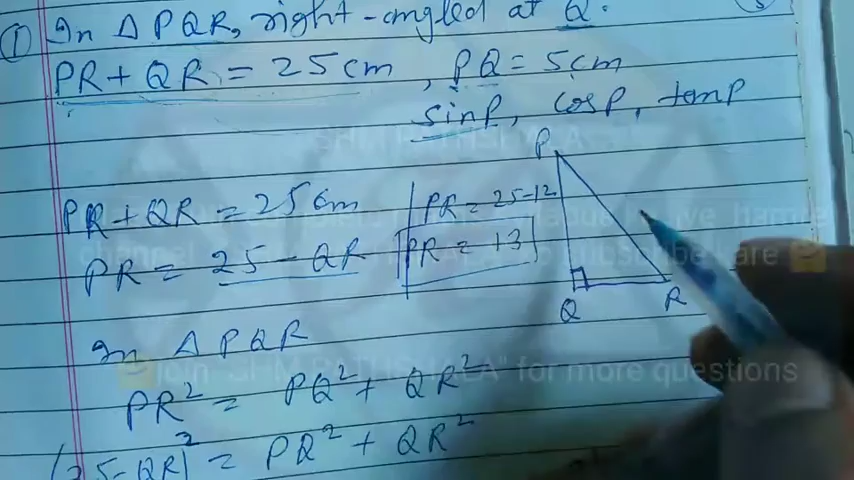 ① In △PQR, right-angled at Q.
PR + QR = 25 cm, PQ = 5 cm
sinP, cosP, tanP
PR + QR = 25 cm
PR = 25 - QR
PR = 25-12
PR = 13
P
Q
R
In △PQR
PR² = PQ² + QR²
(25-QR)² = PQ² + QR²
for more questions